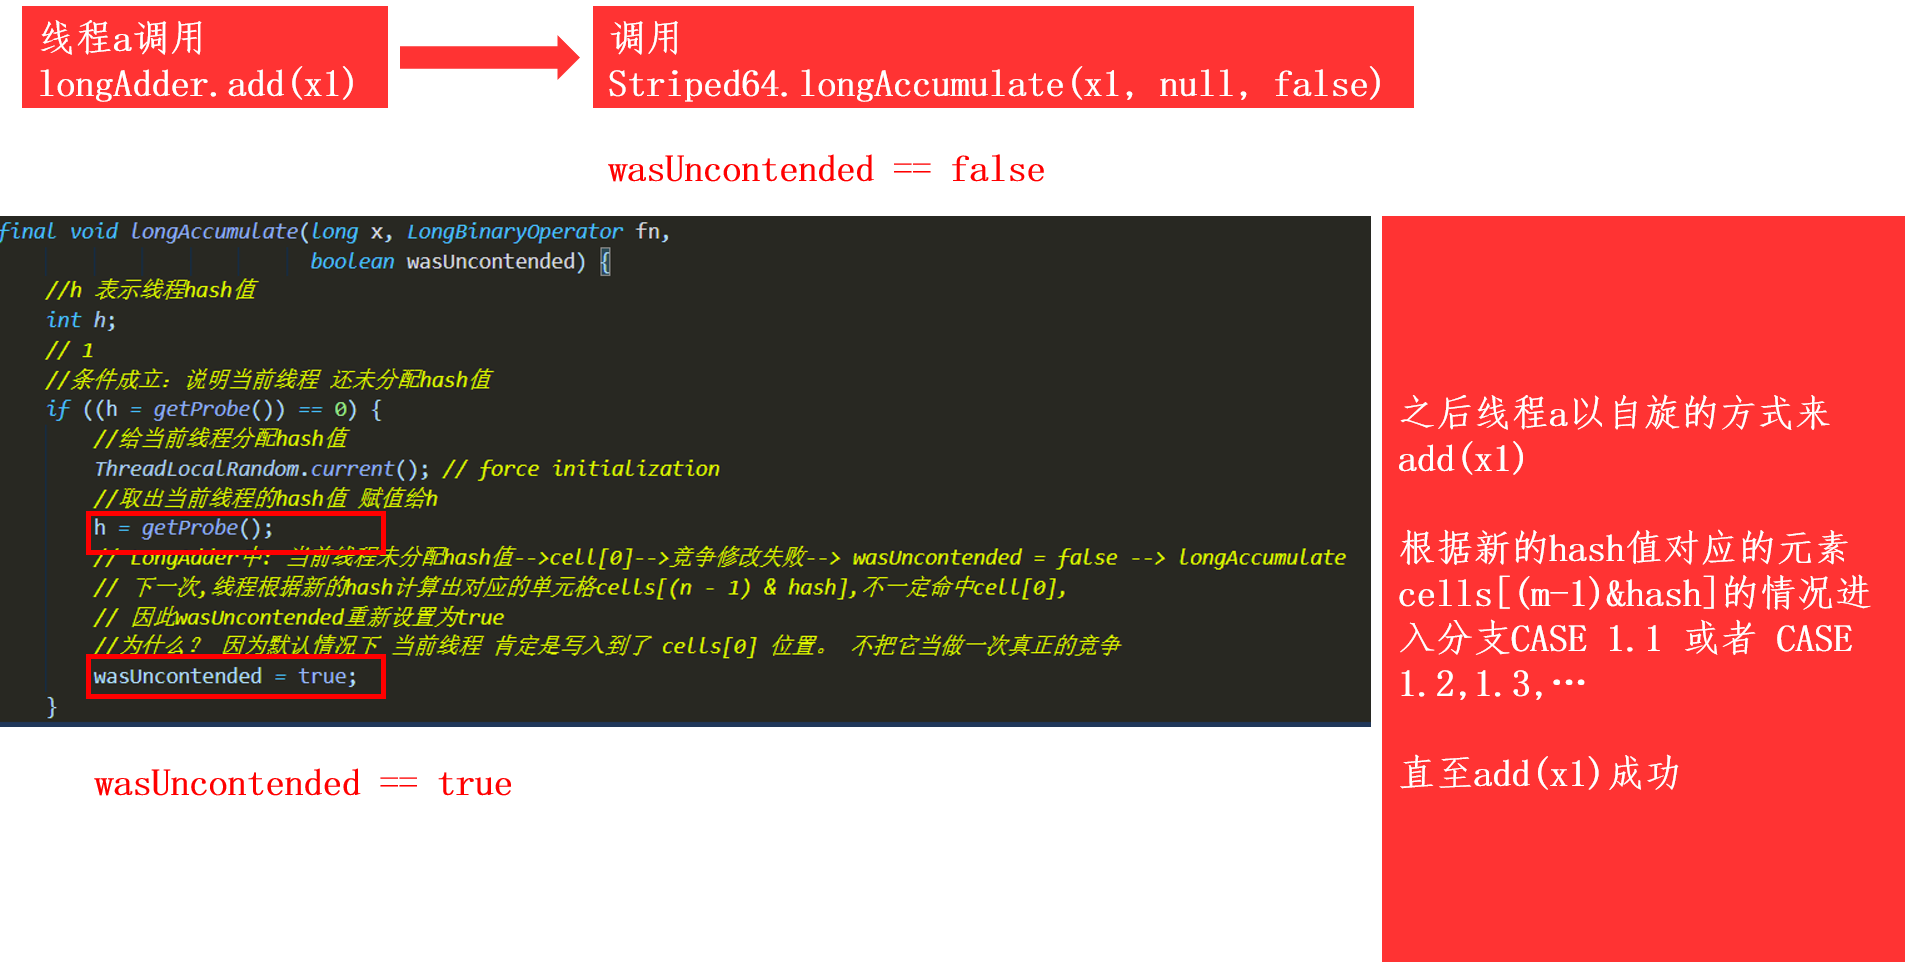 线程a调用
longAdder.add(x1)
调用
Striped64.longAccumulate(x1, null, false)
wasUncontended == false
final void longAccumulate(long x, LongBinaryOperator fn,
boolean wasUncontended) {
//h 表示线程hash值
int h;
// 1
//条件成立：说明当前线程 还未分配hash值
if ((h = getProbe()) == 0) {
//给当前线程分配hash值
ThreadLocalRandom.current(); // force initialization
//取出当前线程的hash值 赋值给h
h = getProbe();
// LongAdder中: 当前线程未分配hash值-->cell[0]-->竞争修改失败--> wasUncontended = false --> longAccumulate
// 下一次,线程根据新的hash计算出对应的单元格cells[(n - 1) & hash],不一定命中cell[0],
// 因此wasUncontended重新设置为true
//为什么？ 因为默认情况下 当前线程 肯定是写入到了 cells[0] 位置。 不把它当做一次真正的竞争
wasUncontended = true;
}
wasUncontended == true
之后线程a以自旋的方式来
add(x1)
根据新的hash值对应的元素
cells[(m-1)&hash]的情况进
入分支CASE 1.1 或者 CASE
1.2,1.3,…
直至add(x1)成功